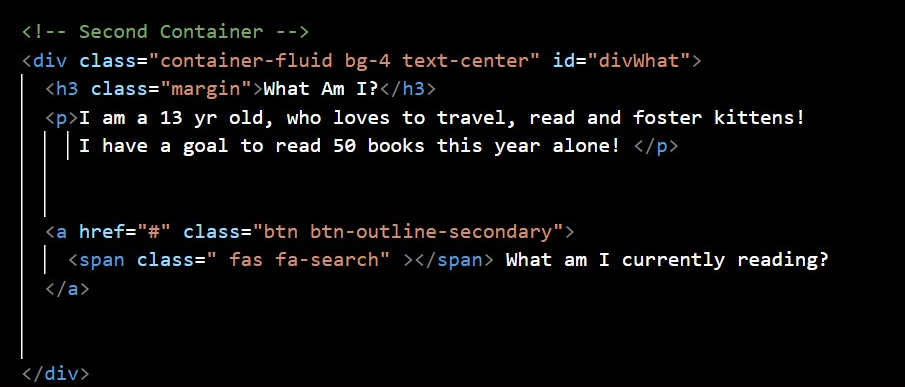 <!-- Second Container -->
<div class="container-fluid bg-4 text-center" id="divWhat">
<h3 class="margin">What Am I?</h3>
<p>I am a 13 yr old, who loves to travel, read and foster kittens!
I have a goal to read 50 books this year alone! </p>
<a href="#" class="btn btn-outline-secondary">
<span class=" fas fa-search" ></span> What am I currently reading?
</a>
</div>